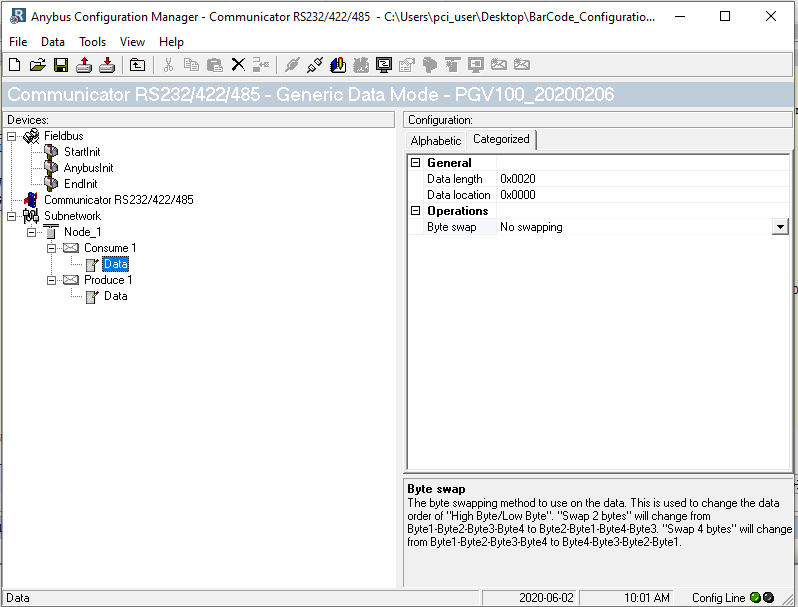 Anybus Configuration Manager - Communicator RS232/422/485 - C:\Users\pci_user\Desktop\BarCode_Configuratio...
File Data Tools View Help
Communicator RS232/422/485 - Generic Data Mode - PGV100_20200206
Devices:
Fieldbus
StartInit
AnybusInit
EndInit
Communicator RS232/422/485
Subnetwork
Node_1
Consume 1
Data
Produce 1
Data
Configuration:
Alphabetic Categorized
General
Data length 0x0020
Data location 0x0000
Operations
Byte swap No swapping
Byte swap
The byte swapping method to use on the data. This is used to change the data
order of "High Byte/Low Byte". "Swap 2 bytes" will change from
Byte1-Byte2-Byte3-Byte4 to Byte2-Byte1-Byte4-Byte3. "Swap 4 bytes" will change
from Byte1-Byte2-Byte3-Byte4 to Byte4-Byte3-Byte2-Byte1.
Data 2020-06-02 10:01 AM Config Line